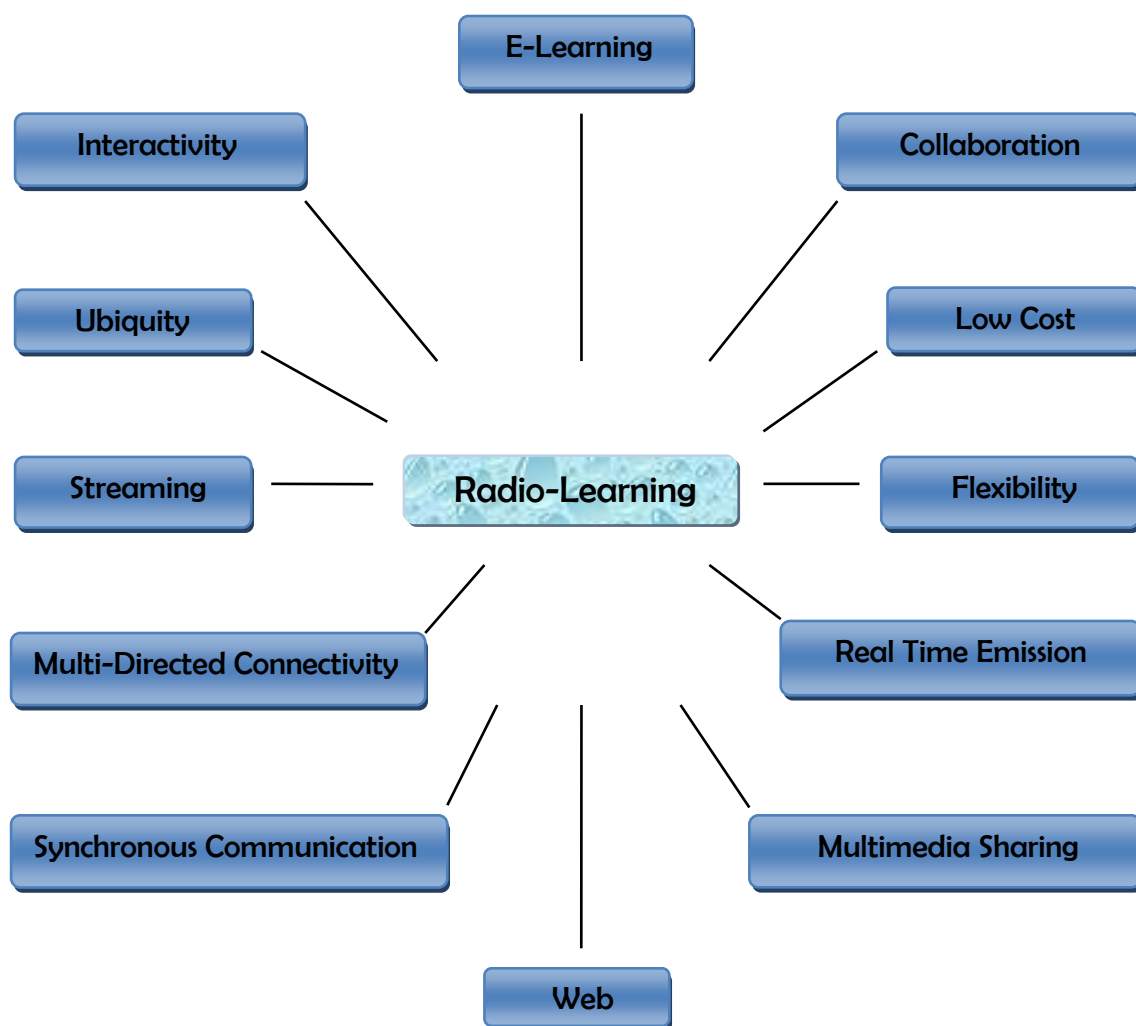 E-Learning
Interactivity
Collaboration
Ubiquity
Low Cost
Streaming
Radio-Learning
Flexibility
Multi-Directed Connectivity
Real Time Emission
Synchronous Communication
Multimedia Sharing
Web